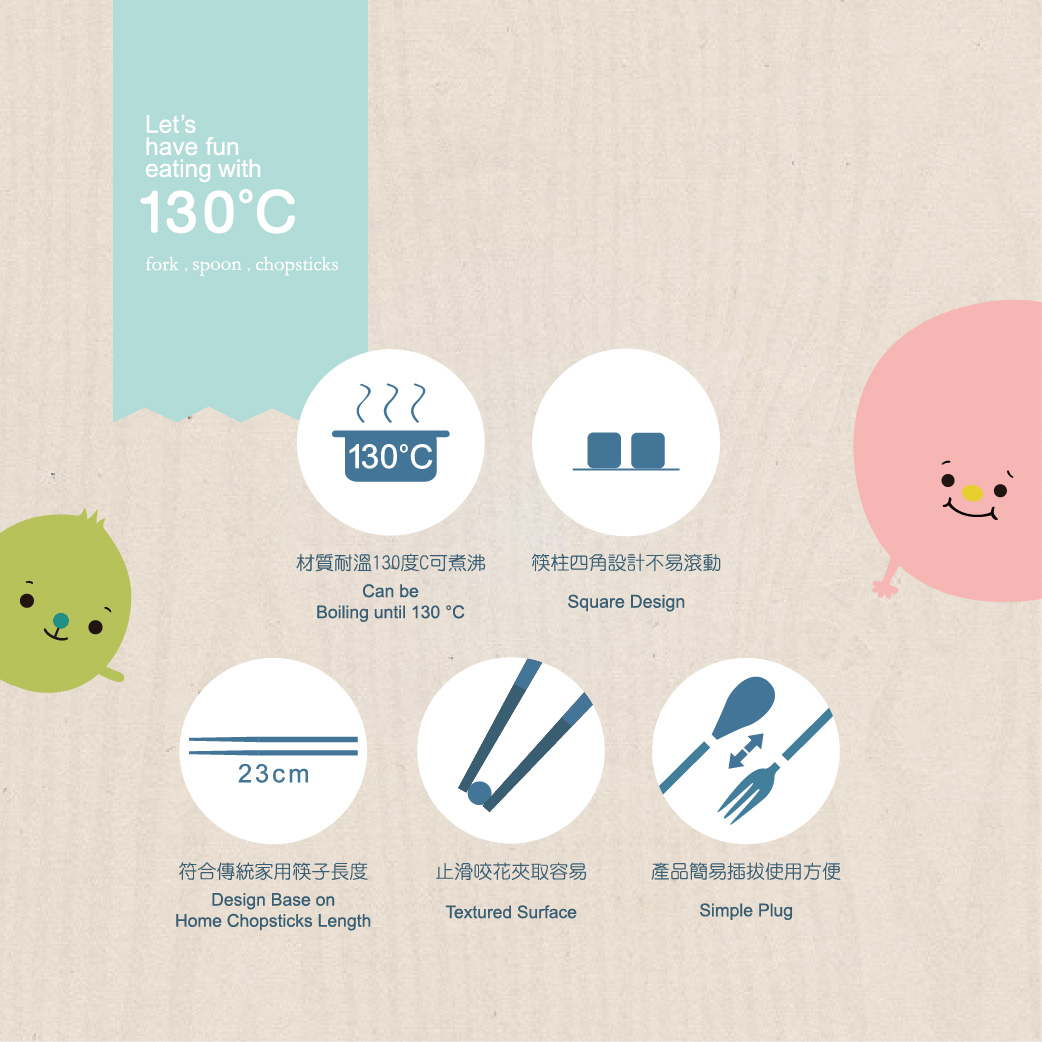 Let's
have fun
eating with
130°C
fork , spoon , chopsticks
130°C
材質耐溫130度C可煮沸
Can be
Boiling until 130 °C
筷柱四角設計不易滾動
Square Design
23cm
符合傳統家用筷子長度
Design Base on
Home Chopsticks Length
止滑咬花夾取容易
Textured Surface
產品簡易插拔使用方便
Simple Plug